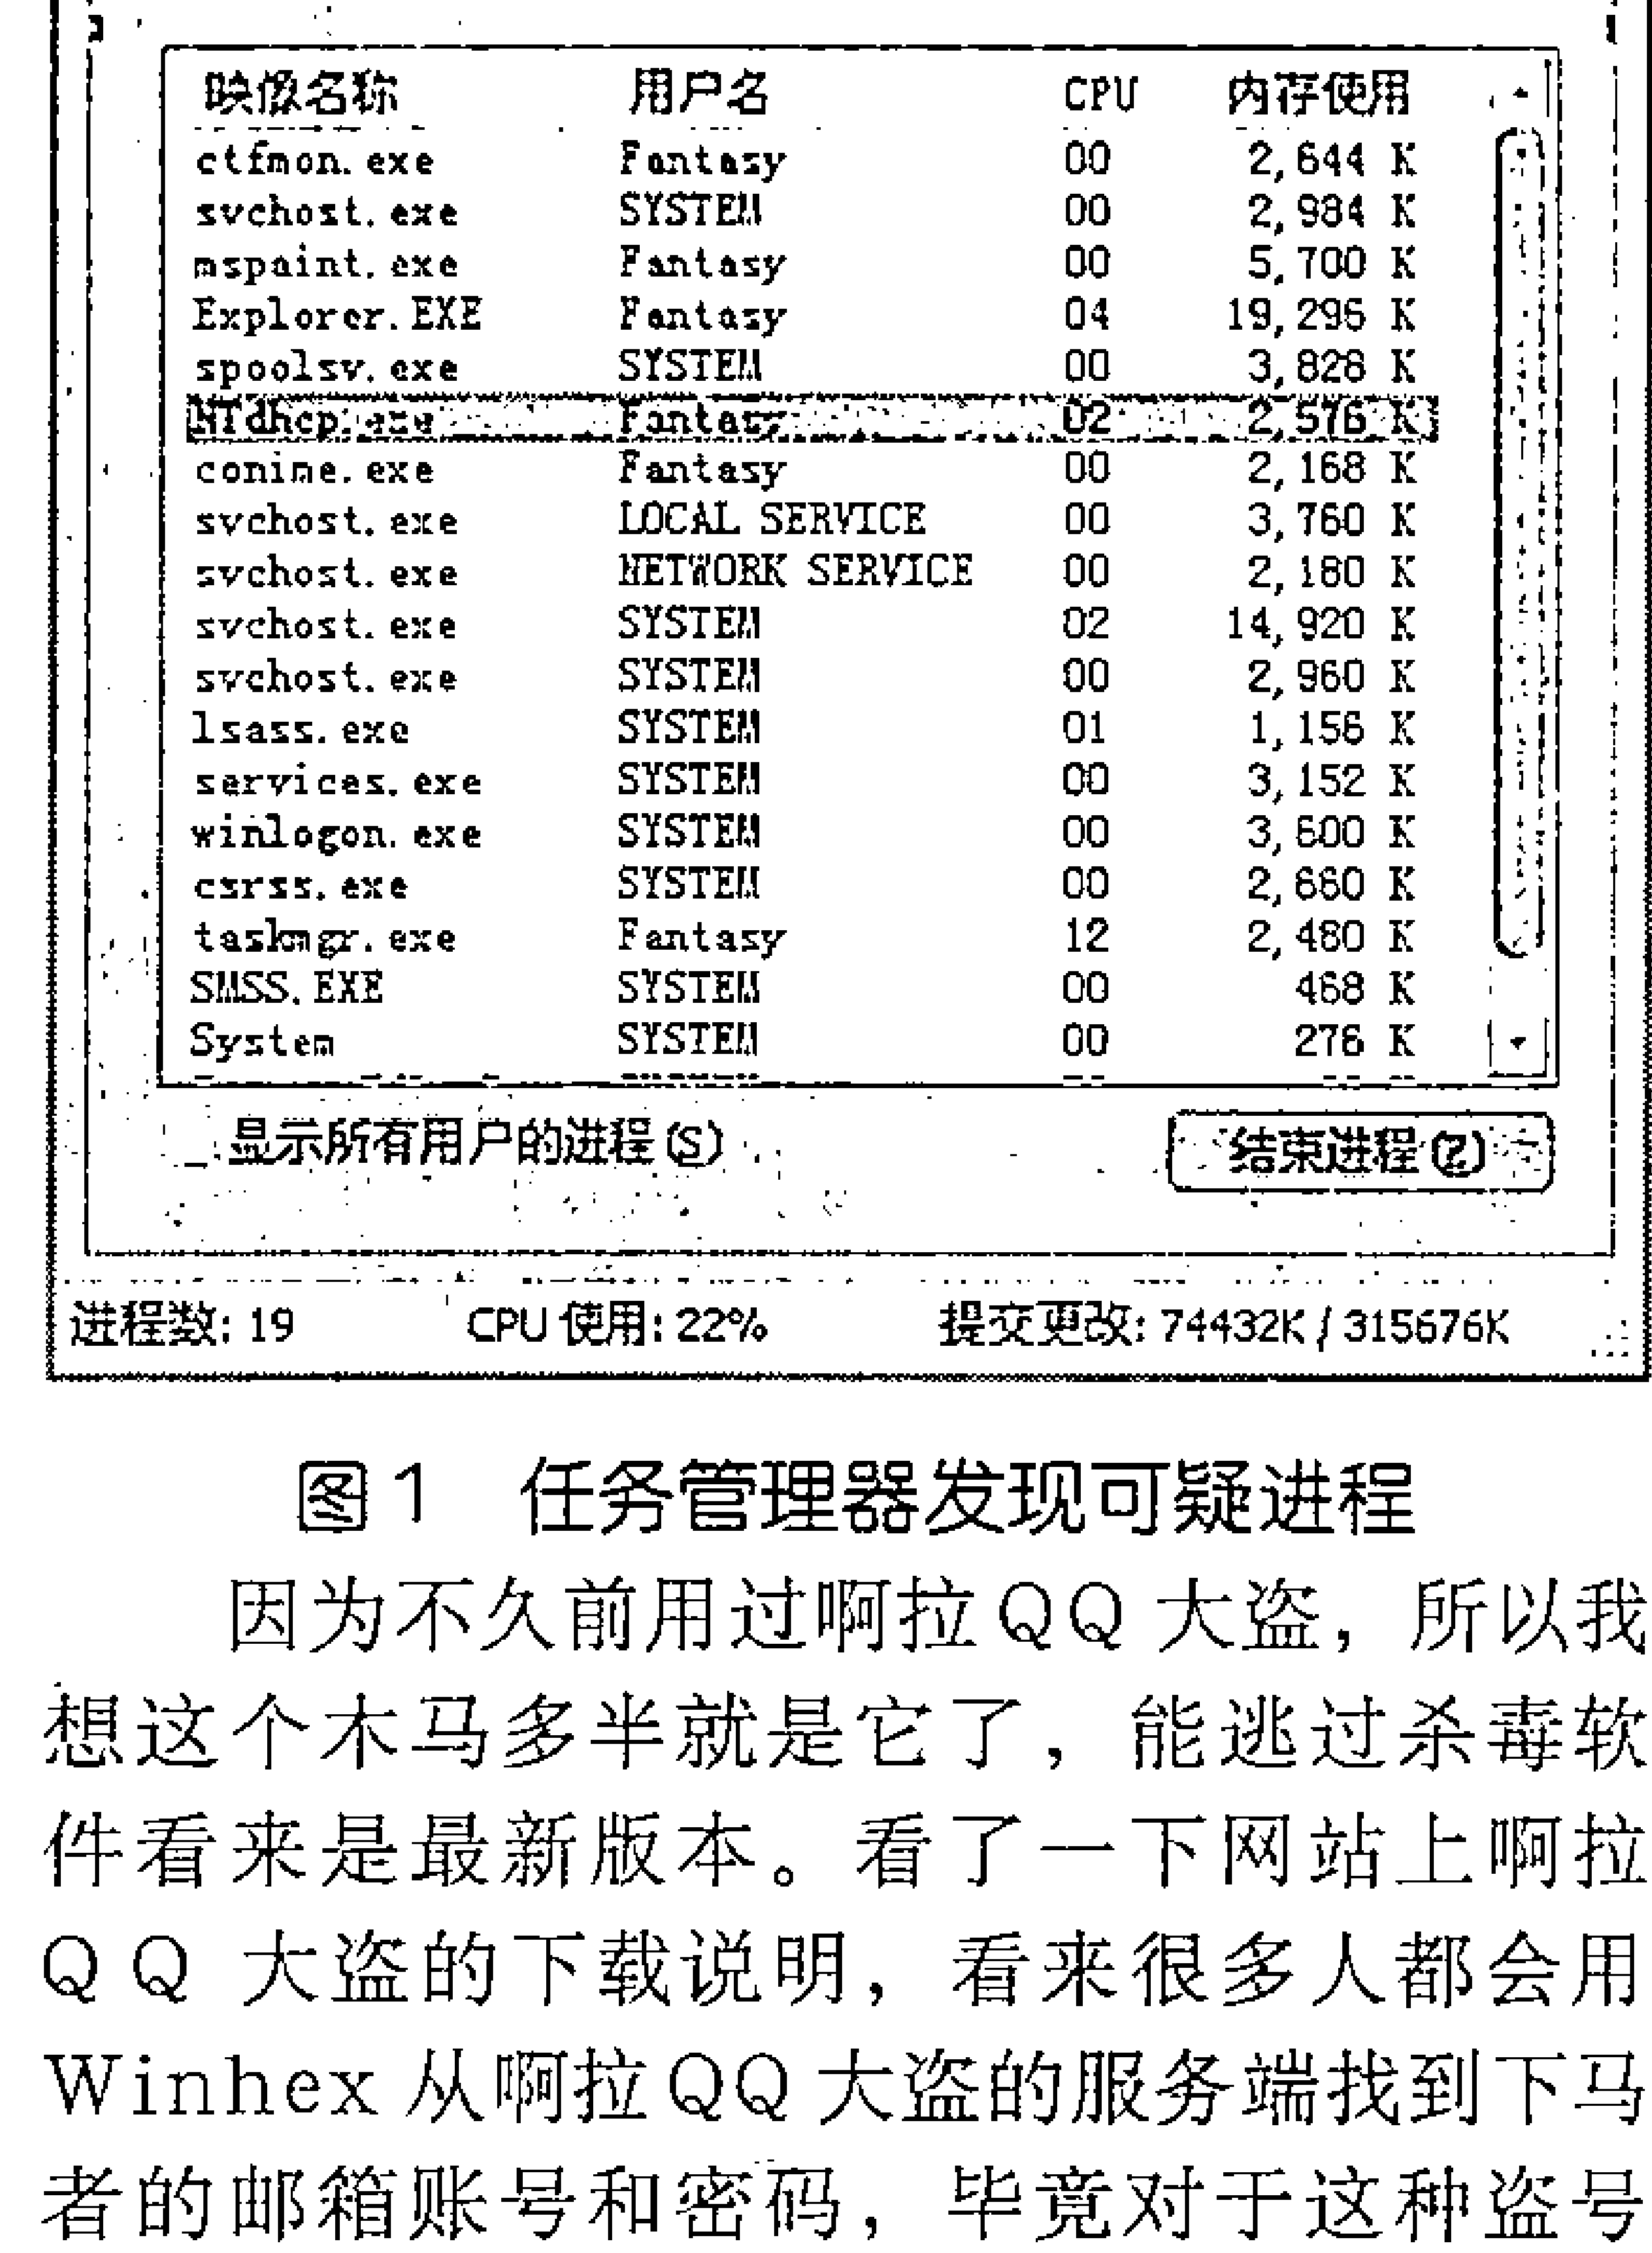 映像名称 用户名 CPU 内存使用
ctfmon.exe Fantasy 00 2,644 K
svchost.exe SYSTEM 00 2,984 K
mspaint.exe Fantasy 00 5,700 K
Explorer.EXE Fantasy 04 19,296 K
spoolsv.exe SYSTEM 00 3,828 K
NTdhcp.exe Fantasy 02 2,576 K
conime.exe Fantasy 00 2,168 K
svchost.exe LOCAL SERVICE 00 3,760 K
svchost.exe NETWORK SERVICE 00 2,180 K
svchost.exe SYSTEM 02 14,920 K
svchost.exe SYSTEM 00 2,960 K
lsass.exe SYSTEM 01 1,156 K
services.exe SYSTEM 00 3,152 K
winlogon.exe SYSTEM 00 3,600 K
csrss.exe SYSTEM 00 2,660 K
taskmgr.exe Fantasy 12 2,480 K
SMSS.EXE SYSTEM 00 468 K
System SYSTEM 00 276 K
显示所有用户的进程(S) 结束进程
进程数: 19 CPU 使用: 22% 提交更改: 74432K / 315676K
图1 任务管理器发现可疑进程
因为不久前用过啊拉QQ大盗，所以我
想这个木马多半就是它了，能逃过杀毒软
件看来是最新版本。看了一下网站上啊拉
QQ 大盗的下载说明，看来很多人都会用
Winhex从啊拉QQ大盗的服务端找到下马
者的邮箱账号和密码，毕竟对于这种盗号